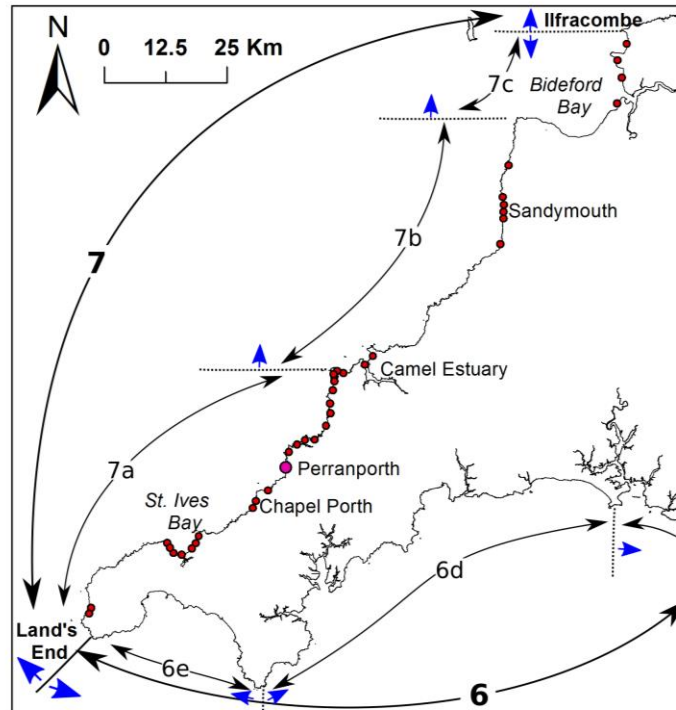 Ilfracombe
N
0 12.5 25 Km
7c
Bideford
Bay
Sandymouth
7b
7
Camel Estuary
7a
Perranporth
St. Ives
Bay
Chapel Porth
6d
Land's
End
6e
6